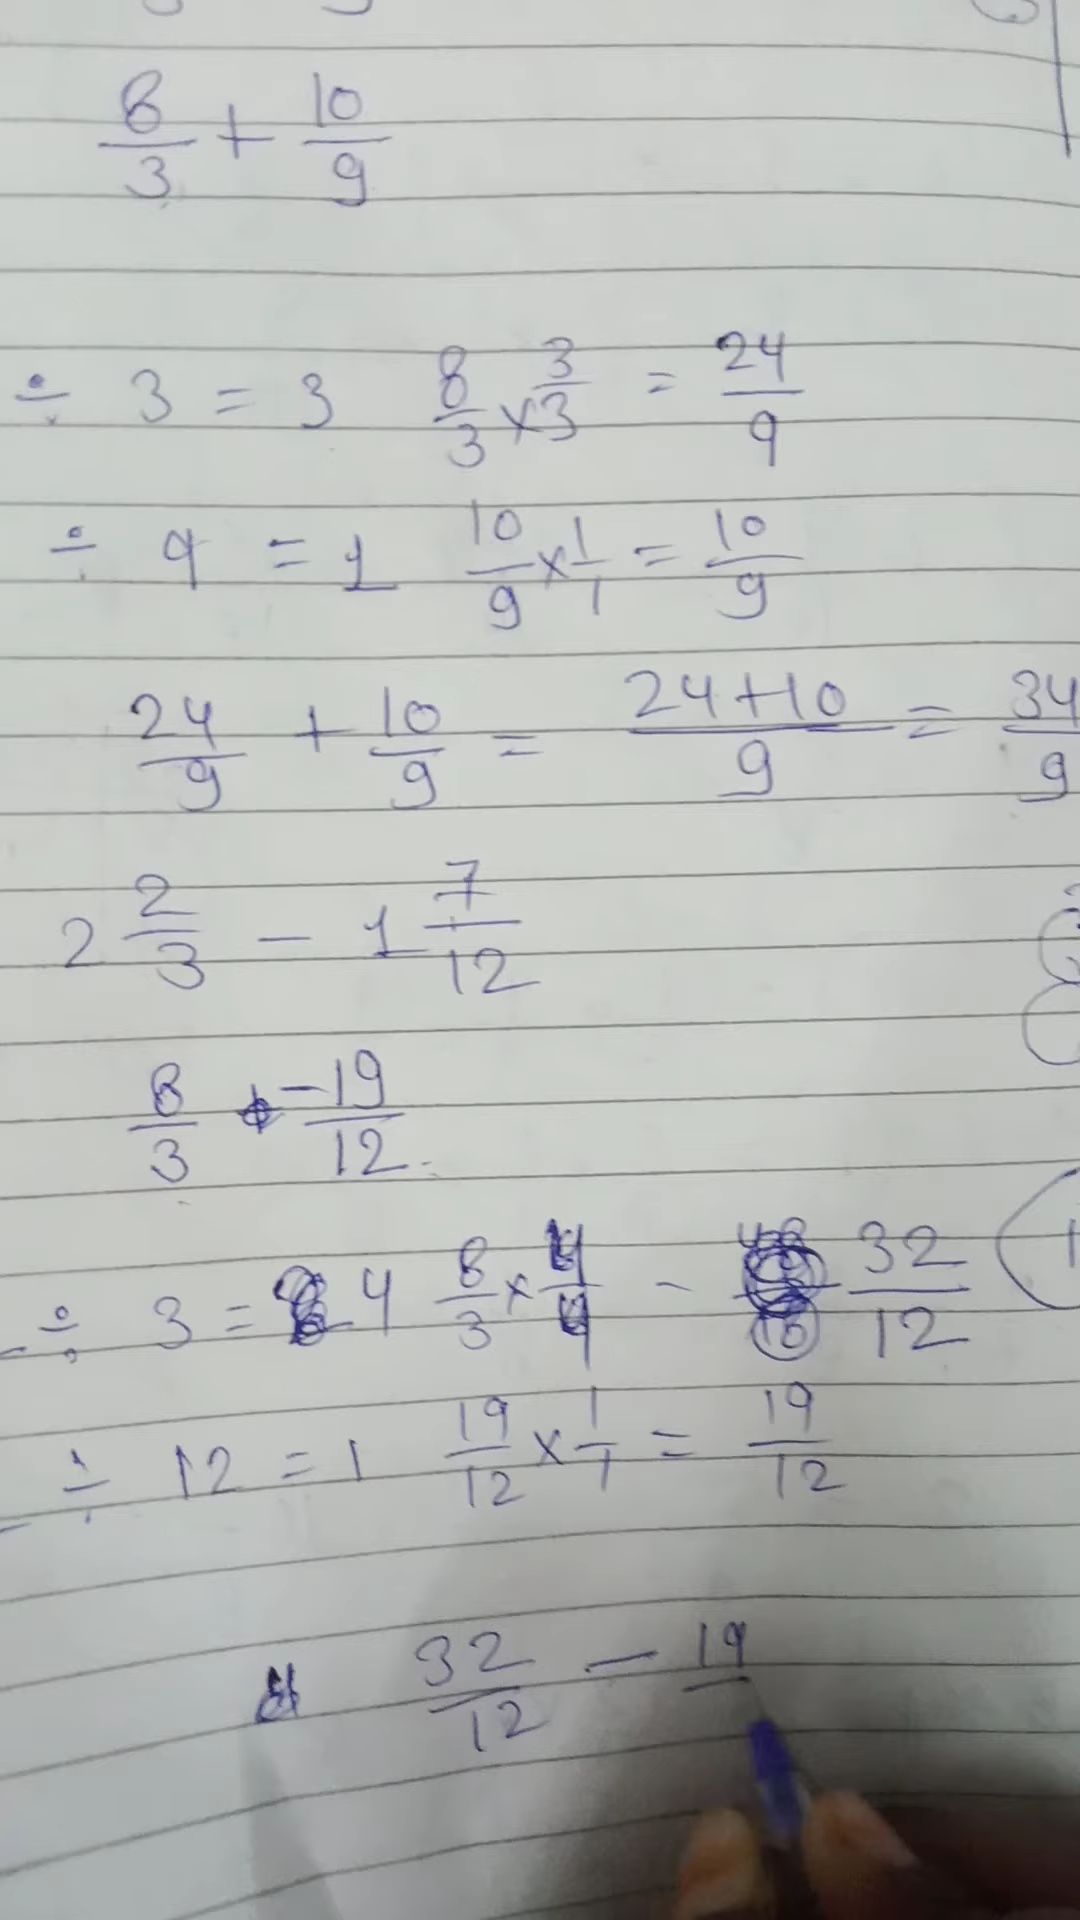 8/3 + 10/9
÷ 3 = 3 8/3 × 3/3 = 24/9
÷ 9 = 1 10/9 × 1/1 = 10/9
24/9 + 10/9 = 24+10/9 = 34/9
2 2/3 - 1 7/12
8/3 -19/12
÷ 3 = 4 8/3 × 4/4 - 32/12
÷ 12 = 1 19/12 × 1/1 = 19/12
32/12 - 19